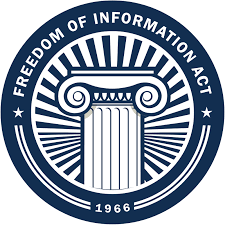 FREEDOM OF INFORMATION ACT
1966